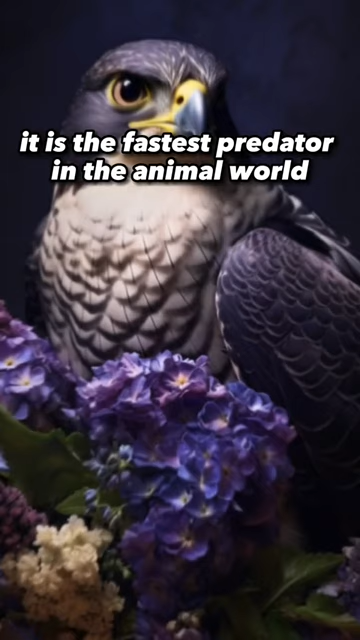 it is the fastest predator
in the animal world